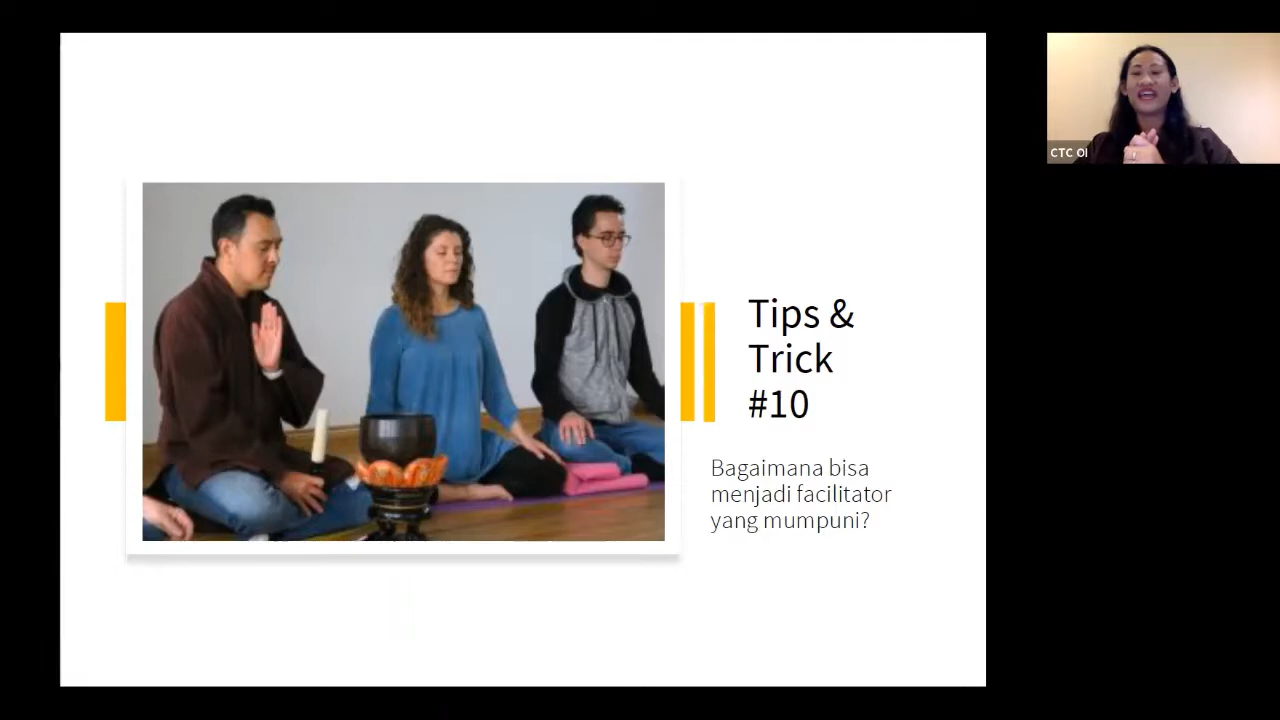 Tips &
Trick
#10
Bagaimana bisa
menjadi facilitator
yang mumpuni?
CTC OI